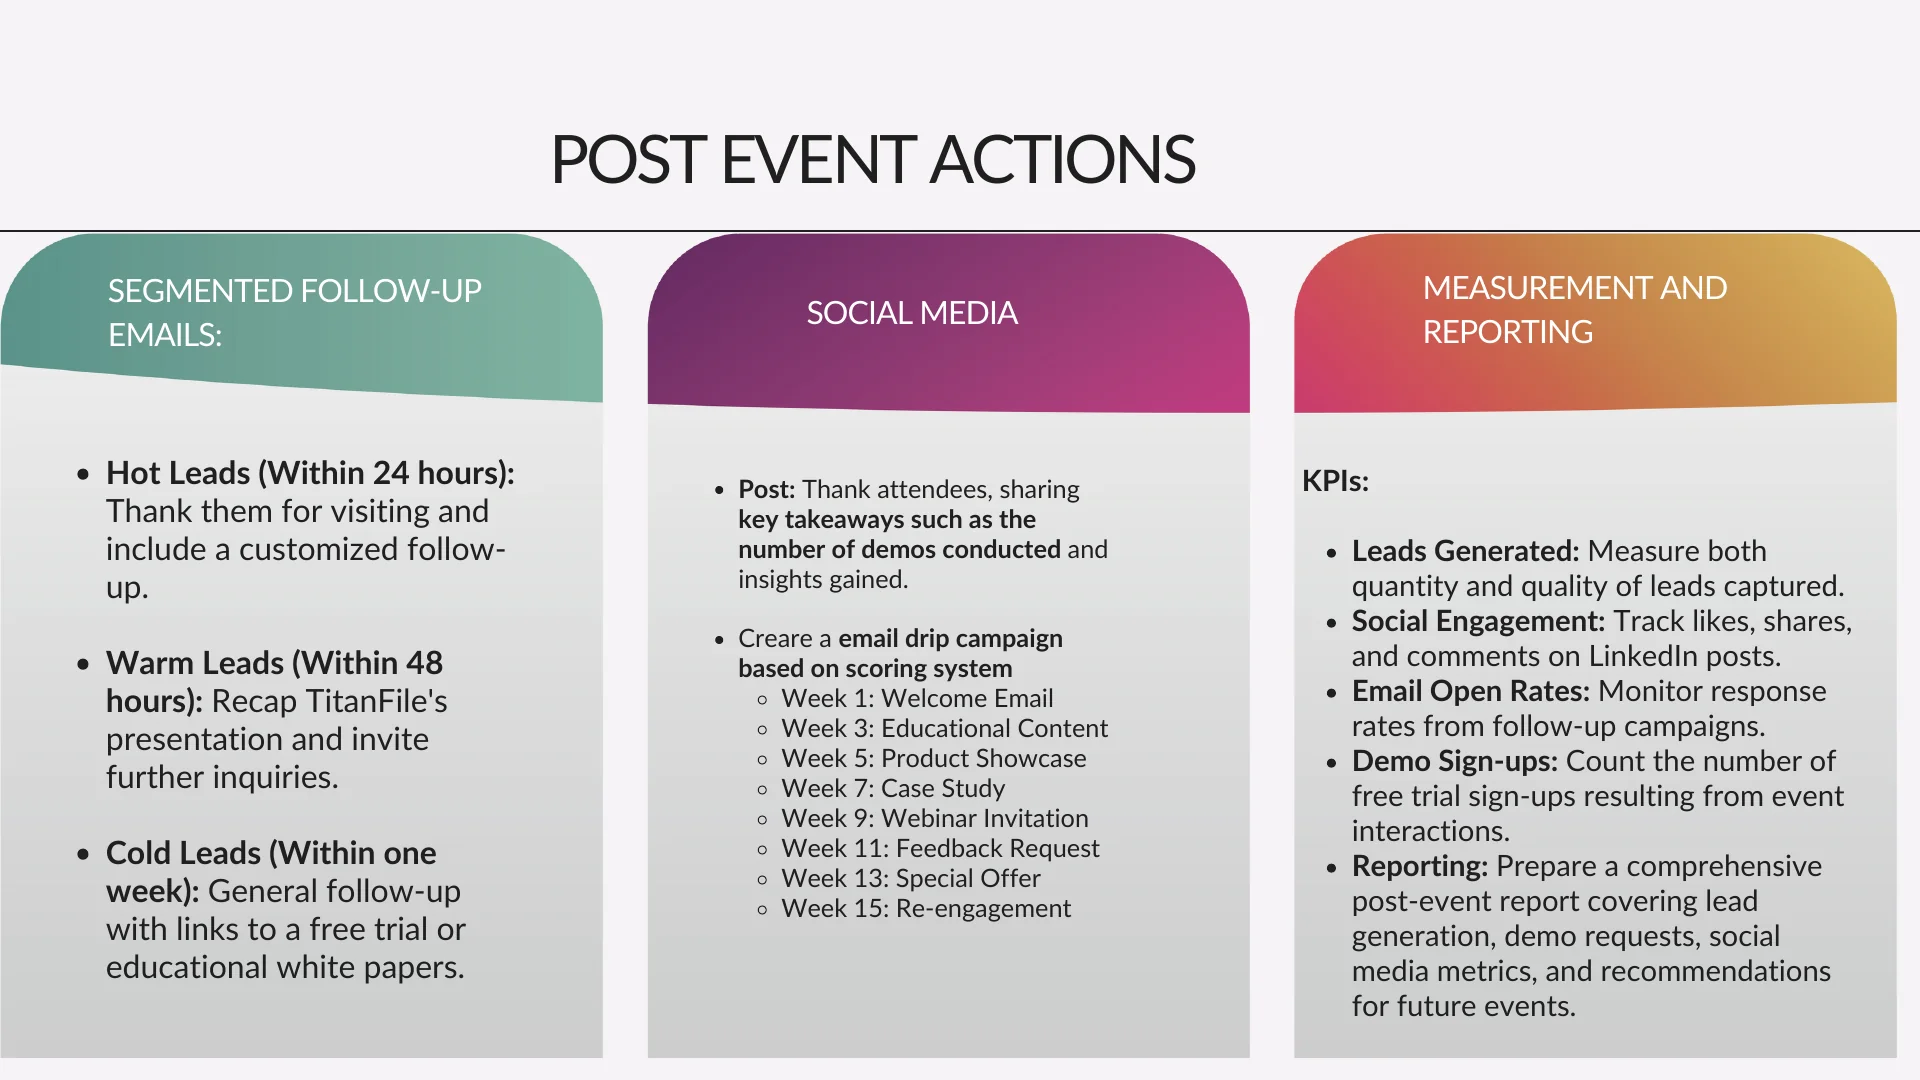 POST EVENT ACTIONS
SEGMENTED FOLLOW-UP
EMAILS:
• Hot Leads (Within 24 hours):
Thank them for visiting and
include a customized follow-
up.
• Warm Leads (Within 48
hours): Recap TitanFile's
presentation and invite
further inquiries.
• Cold Leads (Within one
week): General follow-up
with links to a free trial or
educational white papers.
SOCIAL MEDIA
• Post: Thank attendees, sharing
key takeaways such as the
number of demos conducted and
insights gained.
• Creare a email drip campaign
based on scoring system
◦ Week 1: Welcome Email
◦ Week 3: Educational Content
◦ Week 5: Product Showcase
◦ Week 7: Case Study
◦ Week 9: Webinar Invitation
◦ Week 11: Feedback Request
◦ Week 13: Special Offer
◦ Week 15: Re-engagement
MEASUREMENT AND
REPORTING
KPIs:
• Leads Generated: Measure both
quantity and quality of leads captured.
• Social Engagement: Track likes, shares,
and comments on LinkedIn posts.
• Email Open Rates: Monitor response
rates from follow-up campaigns.
• Demo Sign-ups: Count the number of
free trial sign-ups resulting from event
interactions.
• Reporting: Prepare a comprehensive
post-event report covering lead
generation, demo requests, social
media metrics, and recommendations
for future events.